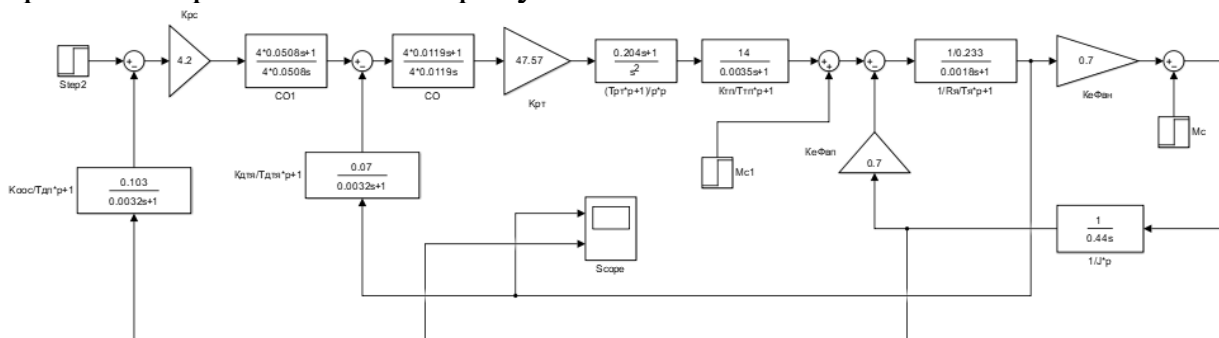 Kpc
4.2
Step2
4*0.0508s+1
4*0.0508s
CO1
4*0.0119s+1
4*0.0119s
CO
47.57
Kpт
0.204s+1
s2
(Tpт*p+1)/p*p
14
0.0035s+1
Kтп/Tтп*p+1
1/0.233
0.0018s+1
1/Rя/Tя*p+1
0.7
KeФвн
Mc
KeФвп
0.7
Mc1
Kоос/Tдп*p+1
0.103
0.0032s+1
Kдтя/Tдтя*p+1
0.07
0.0032s+1
Scope
1
0.44s
1/J*p